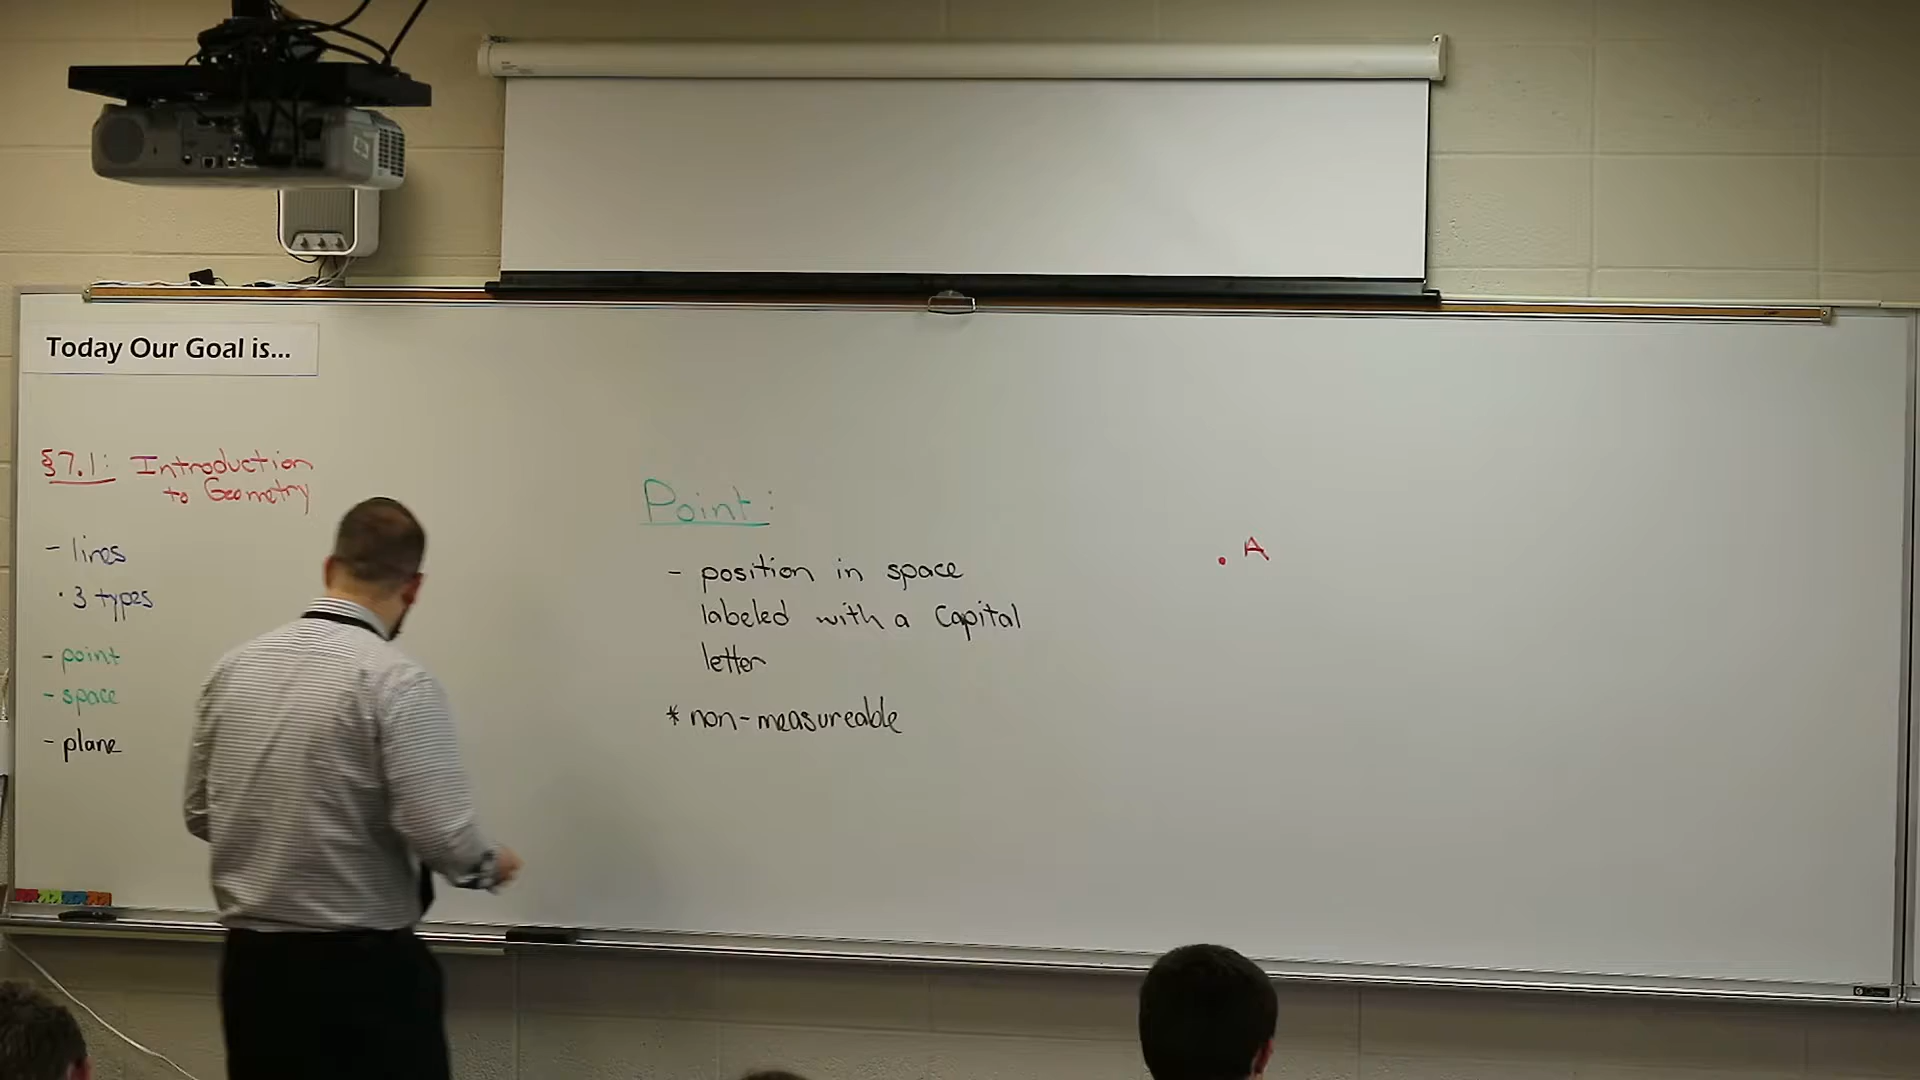 Today Our Goal is...
§7.1: Introduction
to Geometry
- lines
· 3 types
- point
- space
- plane
Point:
- position in space
labeled with a Capital
letter
* non-measureable
. A